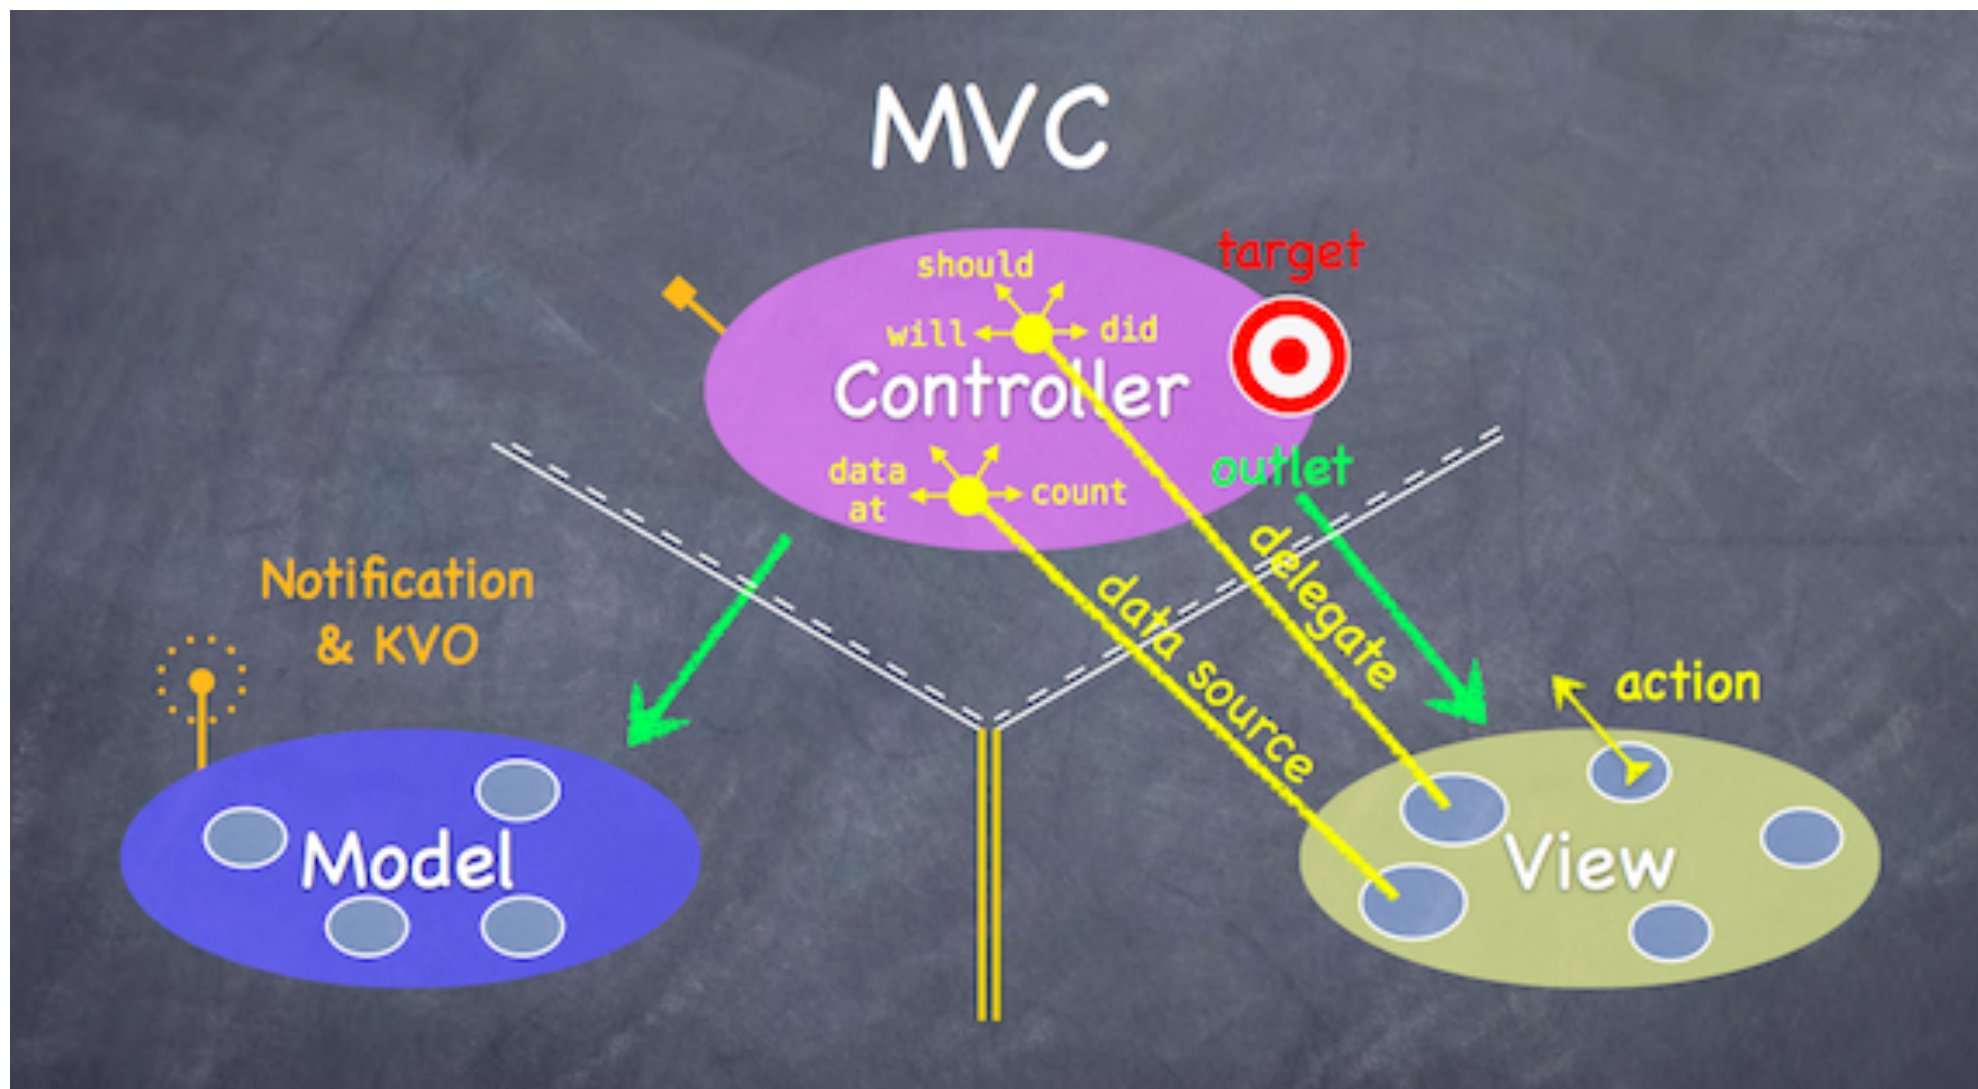 MVC
should
target
will
did
Controller
data
at
count
outlet
delegate
data source
Notification
& KVO
action
Model
View